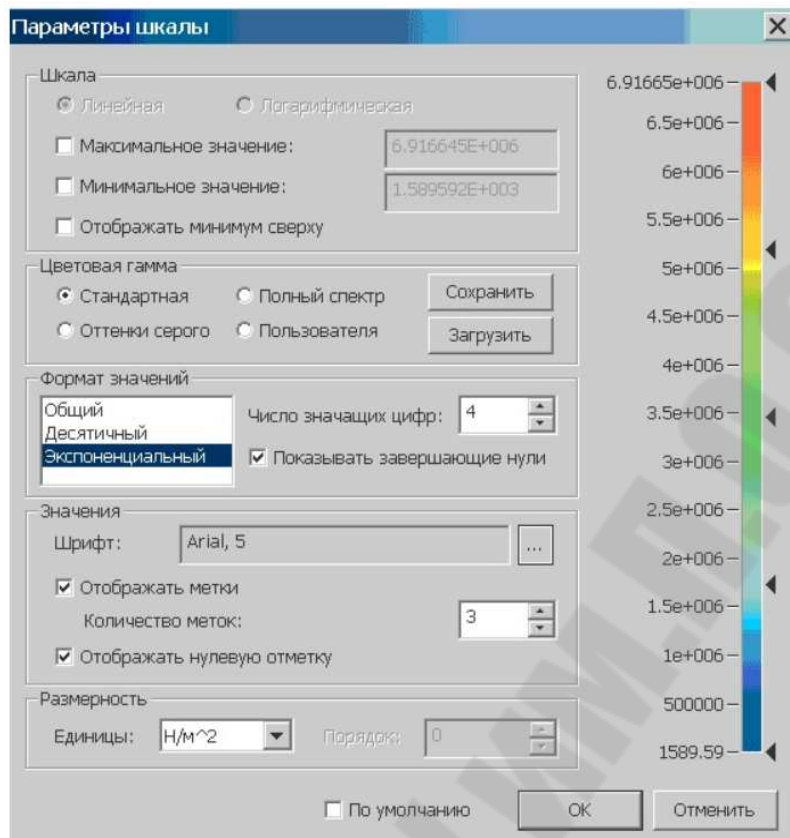 Параметры шкалы
Шкала
Линейная
Логарифмическая
Максимальное значение:
6.916645E+006
Минимальное значение:
1.589592E+003
Отображать минимум сверху
Цветовая гамма
Стандартная
Полный спектр
Сохранить
Оттенки серого
Пользователя
Загрузить
Формат значений
Общий
Десятичный
Экспоненциальный
Число значащих цифр:
4
Показывать завершающие нули
Значения
Шрифт:
Arial, 5
...
Отображать метки
Количество меток:
3
Отображать нулевую отметку
Размерность
Единицы:
Н/м^2
Порядок:
0
По умолчанию
OK
Отменить
6.91665e+006
6.5e+006
6e+006
5.5e+006
5e+006
4.5e+006
4e+006
3.5e+006
3e+006
2.5e+006
2e+006
1.5e+006
1e+006
500000
1589.59